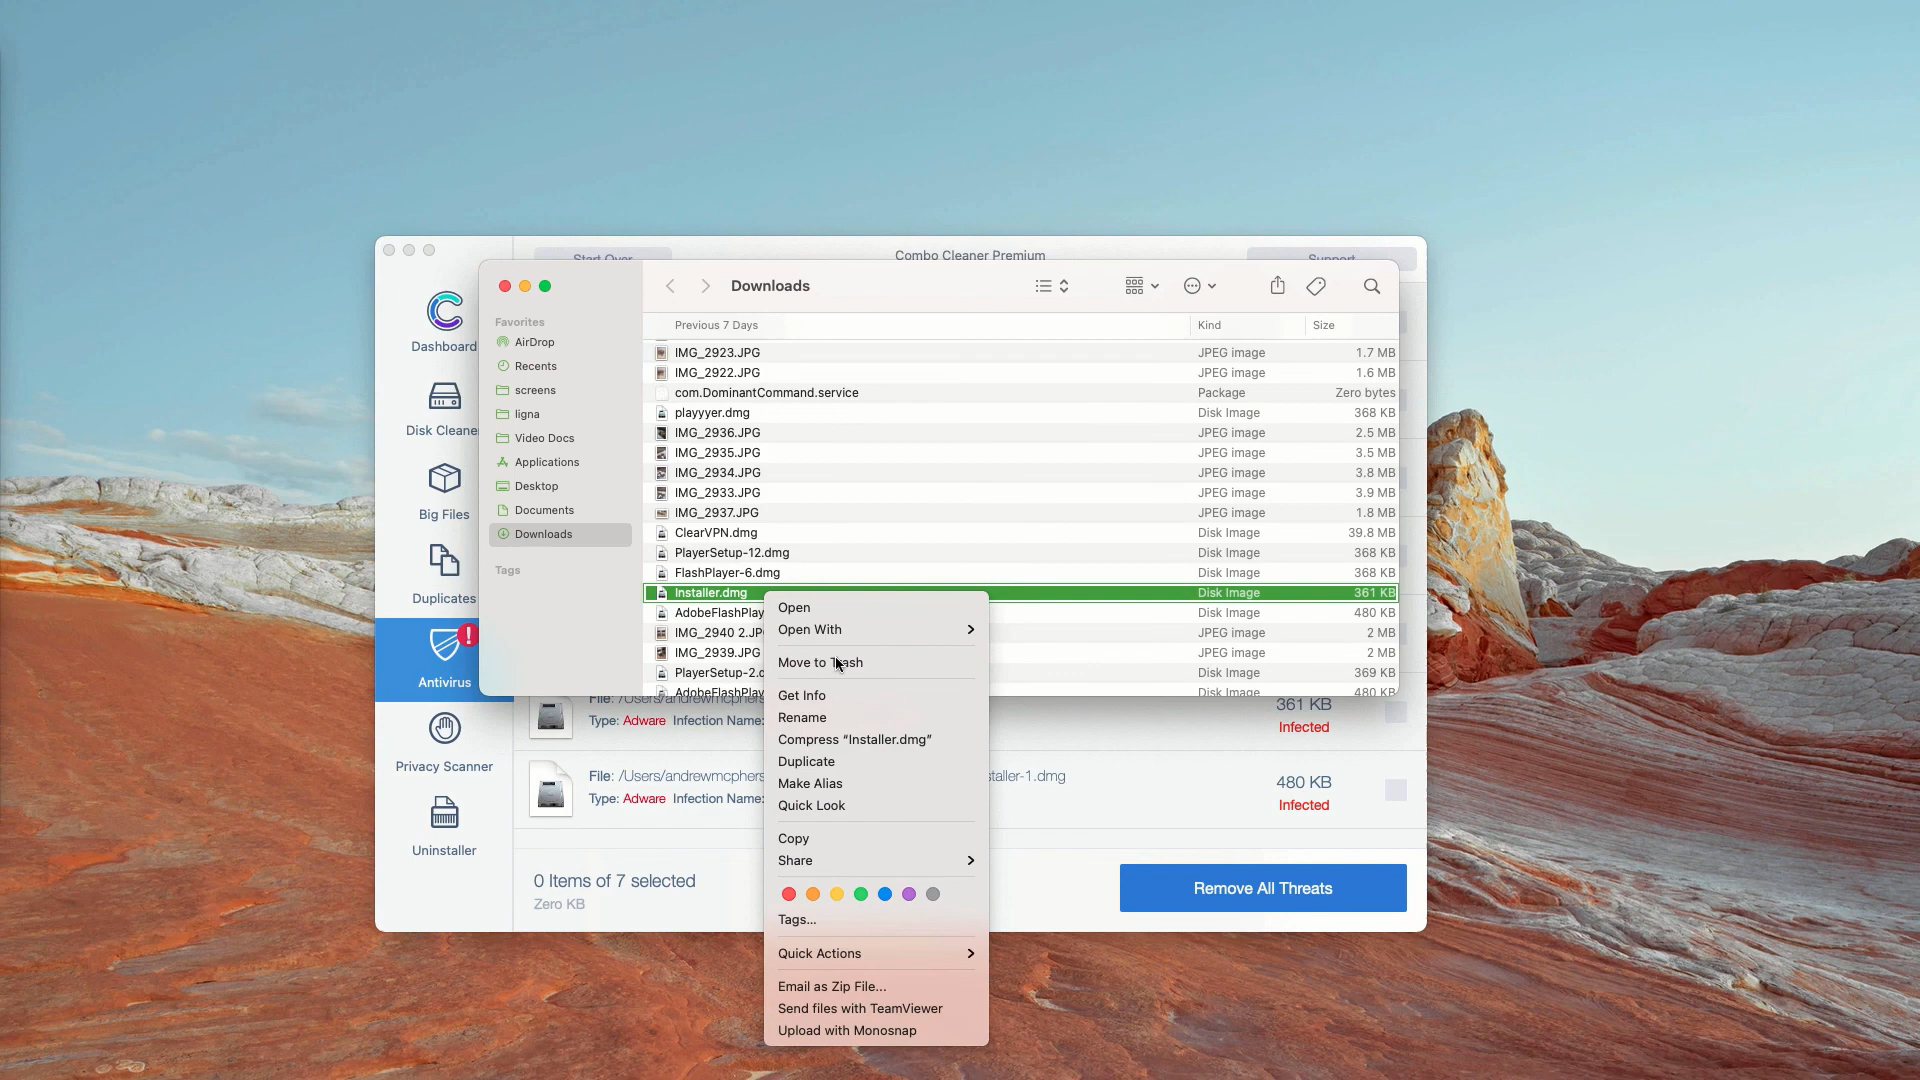 Start Over
Combo Cleaner Premium
Support
Dashboard
Disk Cleane
Big Files
Duplicates
Antivirus
Privacy Scanner
Uninstaller
Downloads
Favorites
AirDrop
Recents
screens
ligna
Video Docs
Applications
Desktop
Documents
Downloads
Tags
Previous 7 Days Kind Size
IMG_2923.JPG JPEG image 1.7 MB
IMG_2922.JPG JPEG image 1.6 MB
com.DominantCommand.service Package Zero bytes
playyyer.dmg Disk Image 368 KB
IMG_2936.JPG JPEG image 2.5 MB
IMG_2935.JPG JPEG image 3.5 MB
IMG_2934.JPG JPEG image 3.8 MB
IMG_2933.JPG JPEG image 3.9 MB
IMG_2937.JPG JPEG image 1.8 MB
ClearVPN.dmg Disk Image 39.8 MB
PlayerSetup-12.dmg Disk Image 368 KB
FlashPlayer-6.dmg Disk Image 368 KB
Installer.dmg Disk Image 361 KB
AdobeFlashPlay Disk Image 480 KB
IMG_2940 2.JP JPEG image 2 MB
IMG_2939.JPG JPEG image 2 MB
PlayerSetup-2.d Disk Image 369 KB
AdobeFlashPlay Disk Image 480 KB
Open
Open With
Move to Trash
Get Info
Rename
Compress “Installer.dmg”
Duplicate
Make Alias
Quick Look
Copy
Share
Tags...
Quick Actions
Email as Zip File...
Send files with TeamViewer
Upload with Monosnap
File: /Users/andrewmcphers 361 KB
Type: Adware Infection Name: Infected
File: /Users/andrewmcphers staller-1.dmg 480 KB
Type: Adware Infection Name: Infected
0 Items of 7 selected
Zero KB
Remove All Threats